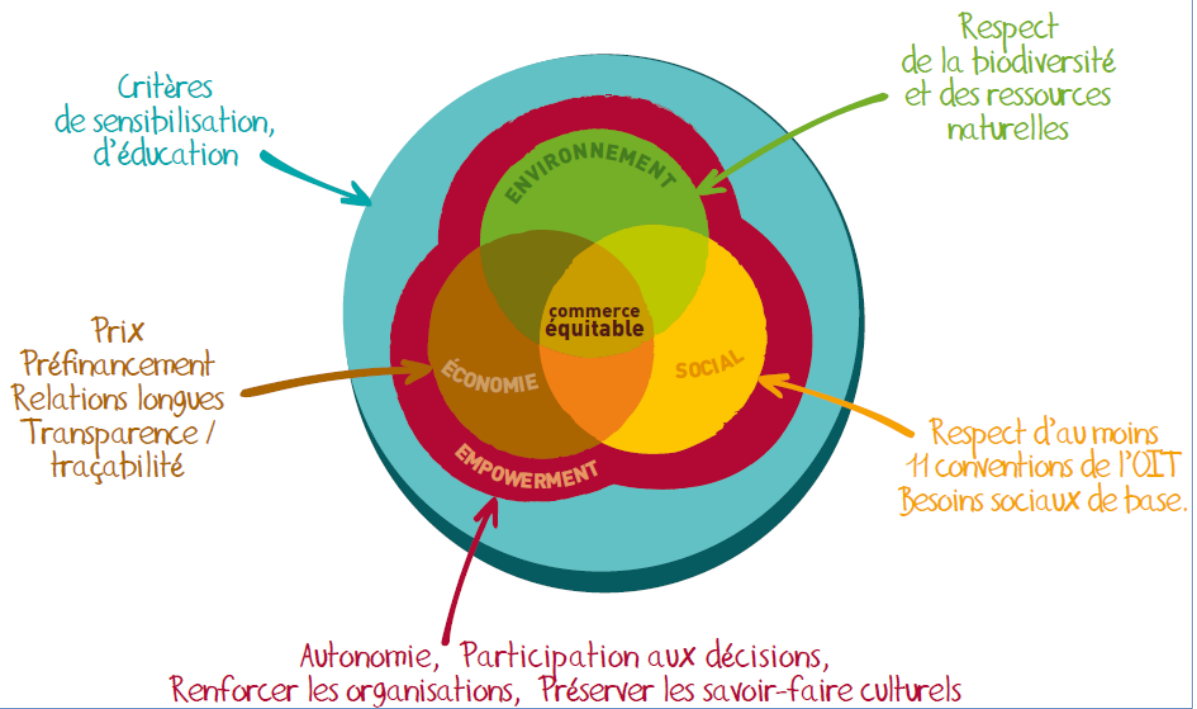 Respect
de la biodiversité
et des ressources
naturelles
Critères
de sensibilisation,
d'éducation
ENVIRONNEMENT
commerce
équitable
Prix
Préfinancement
Relations longues
Transparence /
traçabilité
ÉCONOMIE
SOCIAL
EMPOWERMENT
Respect d'au moins
11 conventions de l'OIT
Besoins sociaux de base.
Autonomie, Participation aux décisions,
Renforcer les organisations, Préserver les savoir-faire culturels